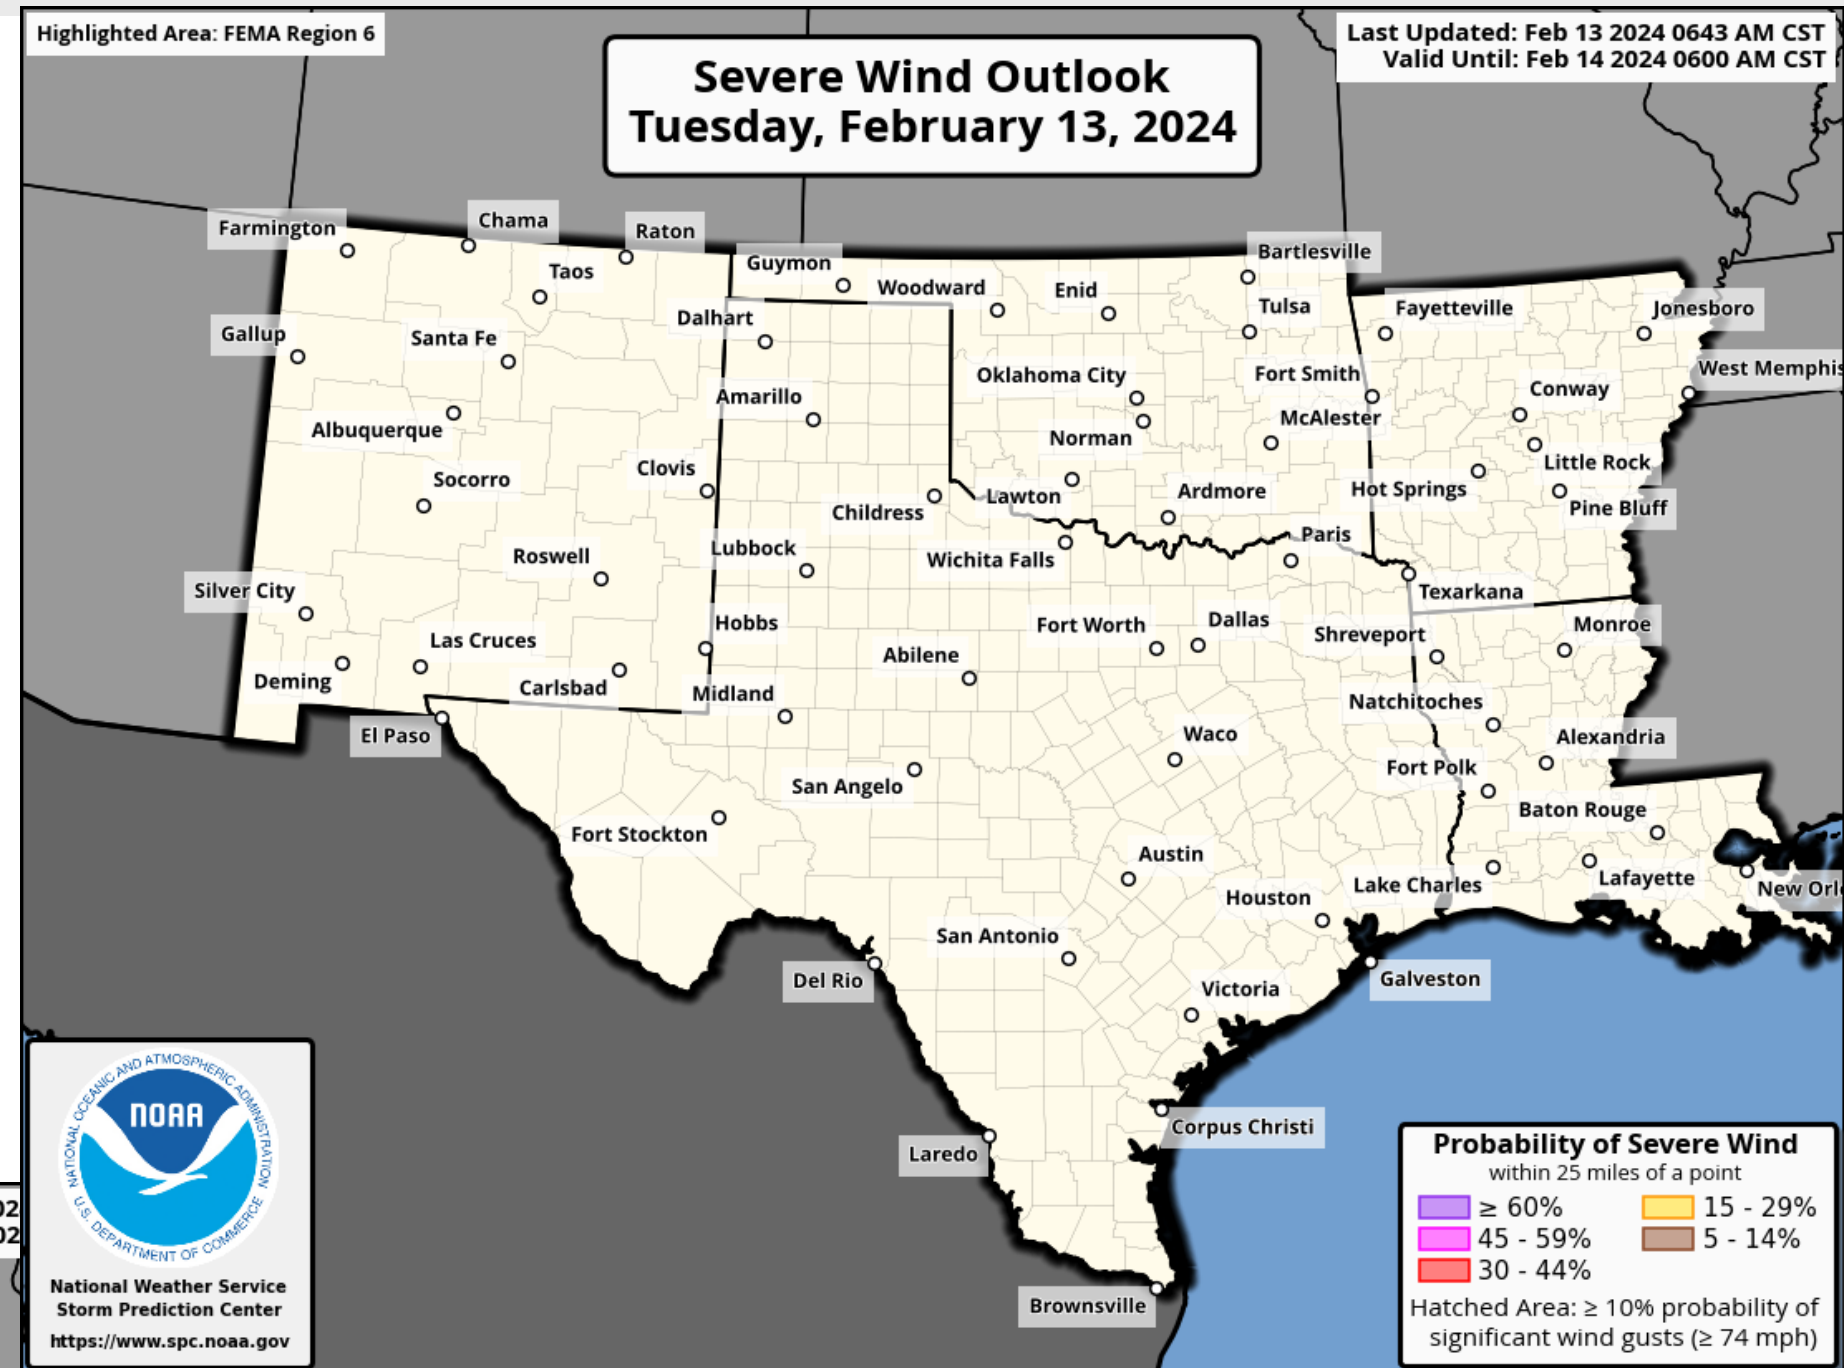 Highlighted Area: FEMA Region 6
Last Updated: Feb 13 2024 0643 AM CST
Valid Until: Feb 14 2024 0600 AM CST
Severe Wind Outlook
Tuesday, February 13, 2024
Farmington
Chama
Raton
Guymon
Bartlesville
Taos
Woodward
Enid
Tulsa
Fayetteville
Jonesboro
Gallup
Santa Fe
Dalhart
Oklahoma City
Fort Smith
West Memphis
Amarillo
Conway
Albuquerque
Norman
McAlester
Little Rock
Socorro
Clovis
Lawton
Ardmore
Hot Springs
Pine Bluff
Childress
Paris
Roswell
Lubbock
Wichita Falls
Texarkana
Silver City
Las Cruces
Hobbs
Fort Worth
Dallas
Shreveport
Monroe
Abilene
Deming
Carlsbad
Midland
Natchitoches
El Paso
Waco
Alexandria
San Angelo
Fort Polk
Fort Stockton
Baton Rouge
Austin
Houston
Lake Charles
Lafayette
New Orl
San Antonio
Del Rio
Victoria
Galveston
Corpus Christi
Laredo
Brownsville
02
02
NATIONAL OCEANIC AND ATMOSPHERIC ADMINISTRATION
NOAA
U.S. DEPARTMENT OF COMMERCE
National Weather Service
Storm Prediction Center
https://www.spc.noaa.gov
Probability of Severe Wind
within 25 miles of a point
≥ 60%
15 - 29%
45 - 59%
5 - 14%
30 - 44%
Hatched Area: ≥ 10% probability of
significant wind gusts (≥ 74 mph)